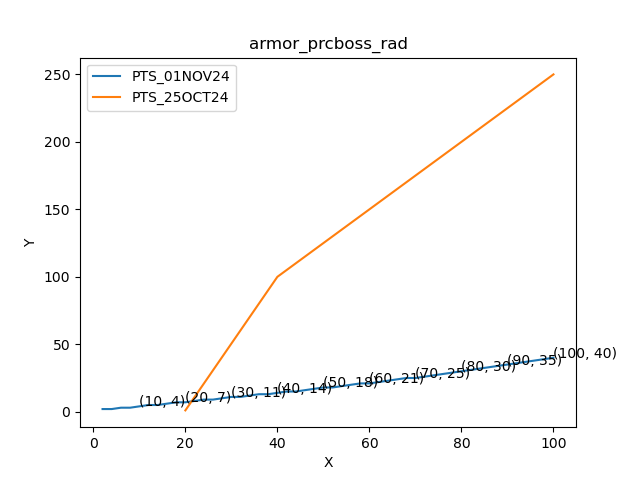 armor_prcboss_rad
PTS_01NOV24
PTS_25OCT24
250
200
150
100
50
0
Y
(10, 4)
(20, 7)
(30, 11)
(40, 14)
(50, 18)
(60, 21)
(70, 25)
(80, 30)
(90, 35)
(100, 40)
0 20 40 60 80 100
X